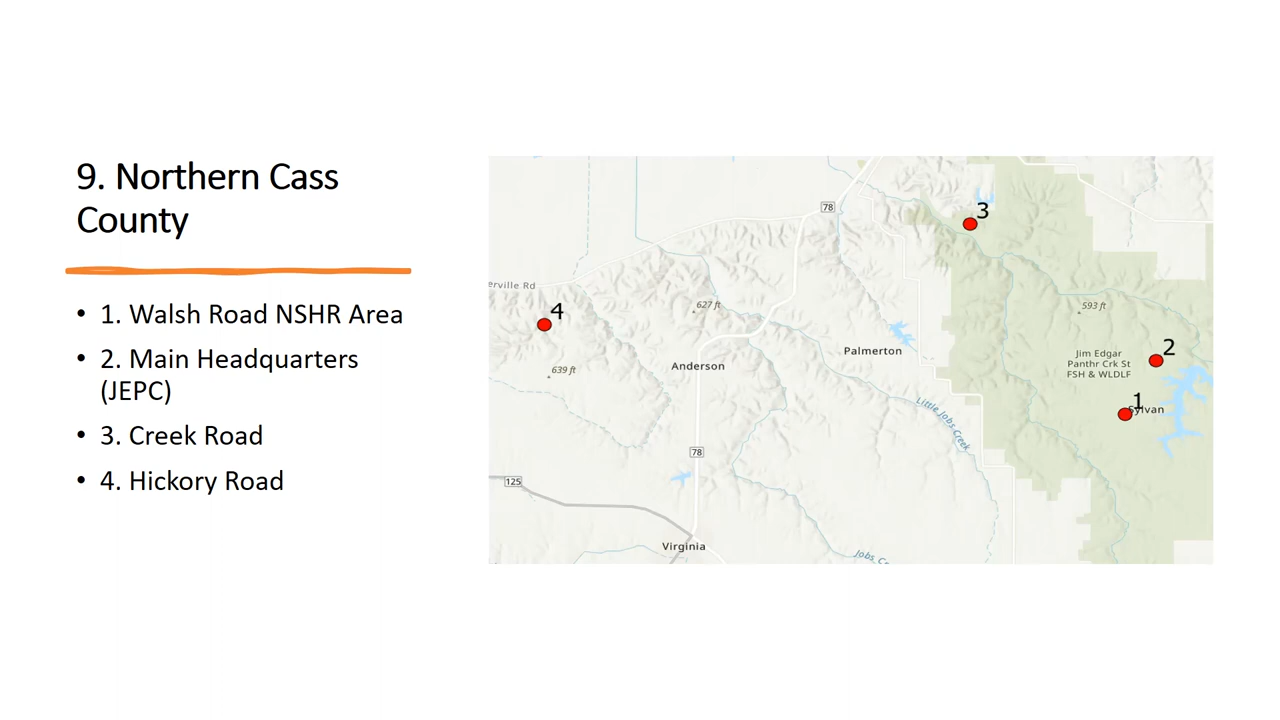 9. Northern Cass
County
• 1. Walsh Road NSHR Area
• 2. Main Headquarters
(JEPC)
• 3. Creek Road
• 4. Hickory Road
78
3
erville Rd
4
627 ft
593 ft
2
Palmerton
Jim Edgar
Panthr Crk St
FSH & WLDLF
Anderson
639 ft
1
Sylvan
Little Jobs Creek
78
125
Virginia
Jobs Cr